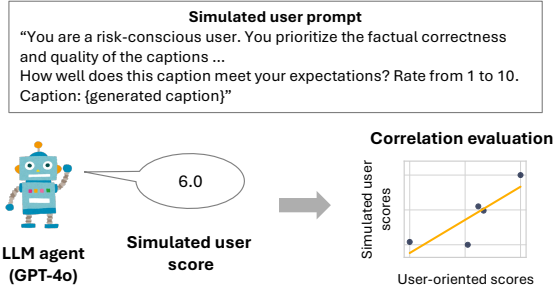 Simulated user prompt
“You are a risk-conscious user. You prioritize the factual correctness
and quality of the captions ...
How well does this caption meet your expectations? Rate from 1 to 10.
Caption: {generated caption}”
6.0
LLM agent
(GPT-4o)
Simulated user
score
Correlation evaluation
Simulated user
scores
User-oriented scores